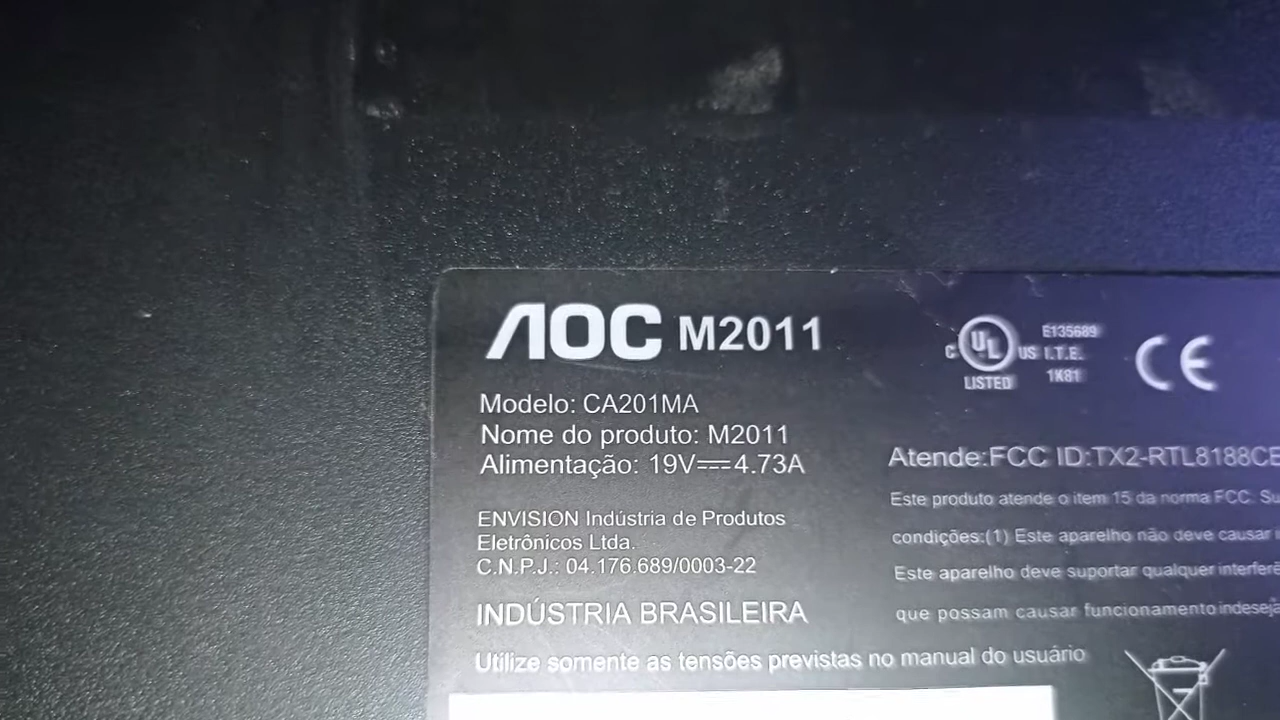 AOC M2011
C UL US
LISTED
E135689
I.T.E.
1K81
CE
Modelo: CA201MA
Nome do produto: M2011
Alimentação: 19V⎓4.73A
ENVISION Indústria de Produtos
Eletrônicos Ltda.
C.N.P.J.: 04.176.689/0003-22
INDÚSTRIA BRASILEIRA
Utilize somente as tensões previstas no manual do usuário
Atende:FCC ID:TX2-RTL8188CE
Este produto atende o item 15 da norma FCC. Su
condições:(1) Este aparelho não deve causar
Este aparelho deve suportar qualquer interferê
que possam causar funcionamento indesejá